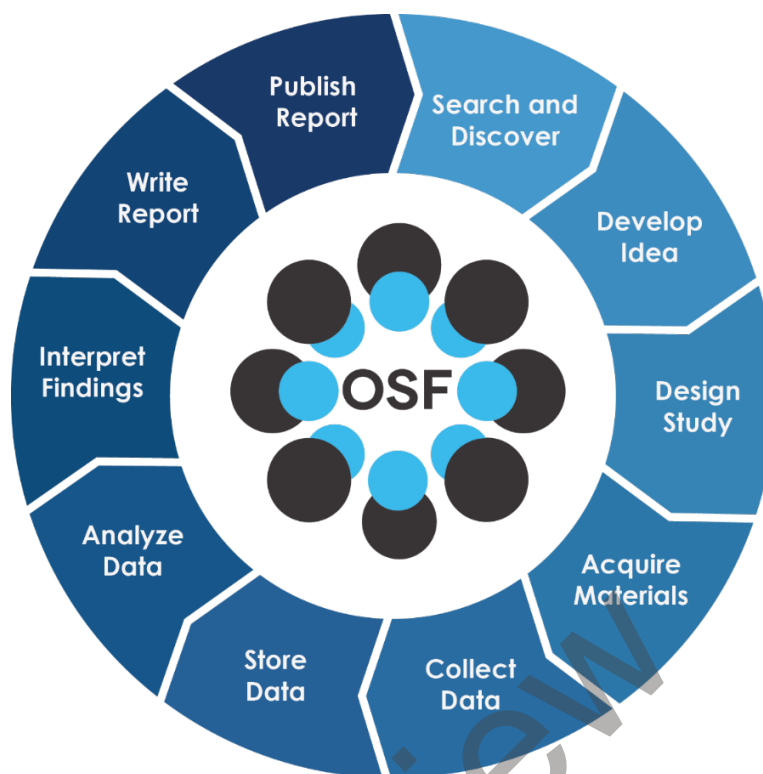 Publish
Report
Search and
Discover
Develop
Idea
Design
Study
Acquire
Materials
Collect
Data
Store
Data
Analyze
Data
Interpret
Findings
Write
Report
OSF